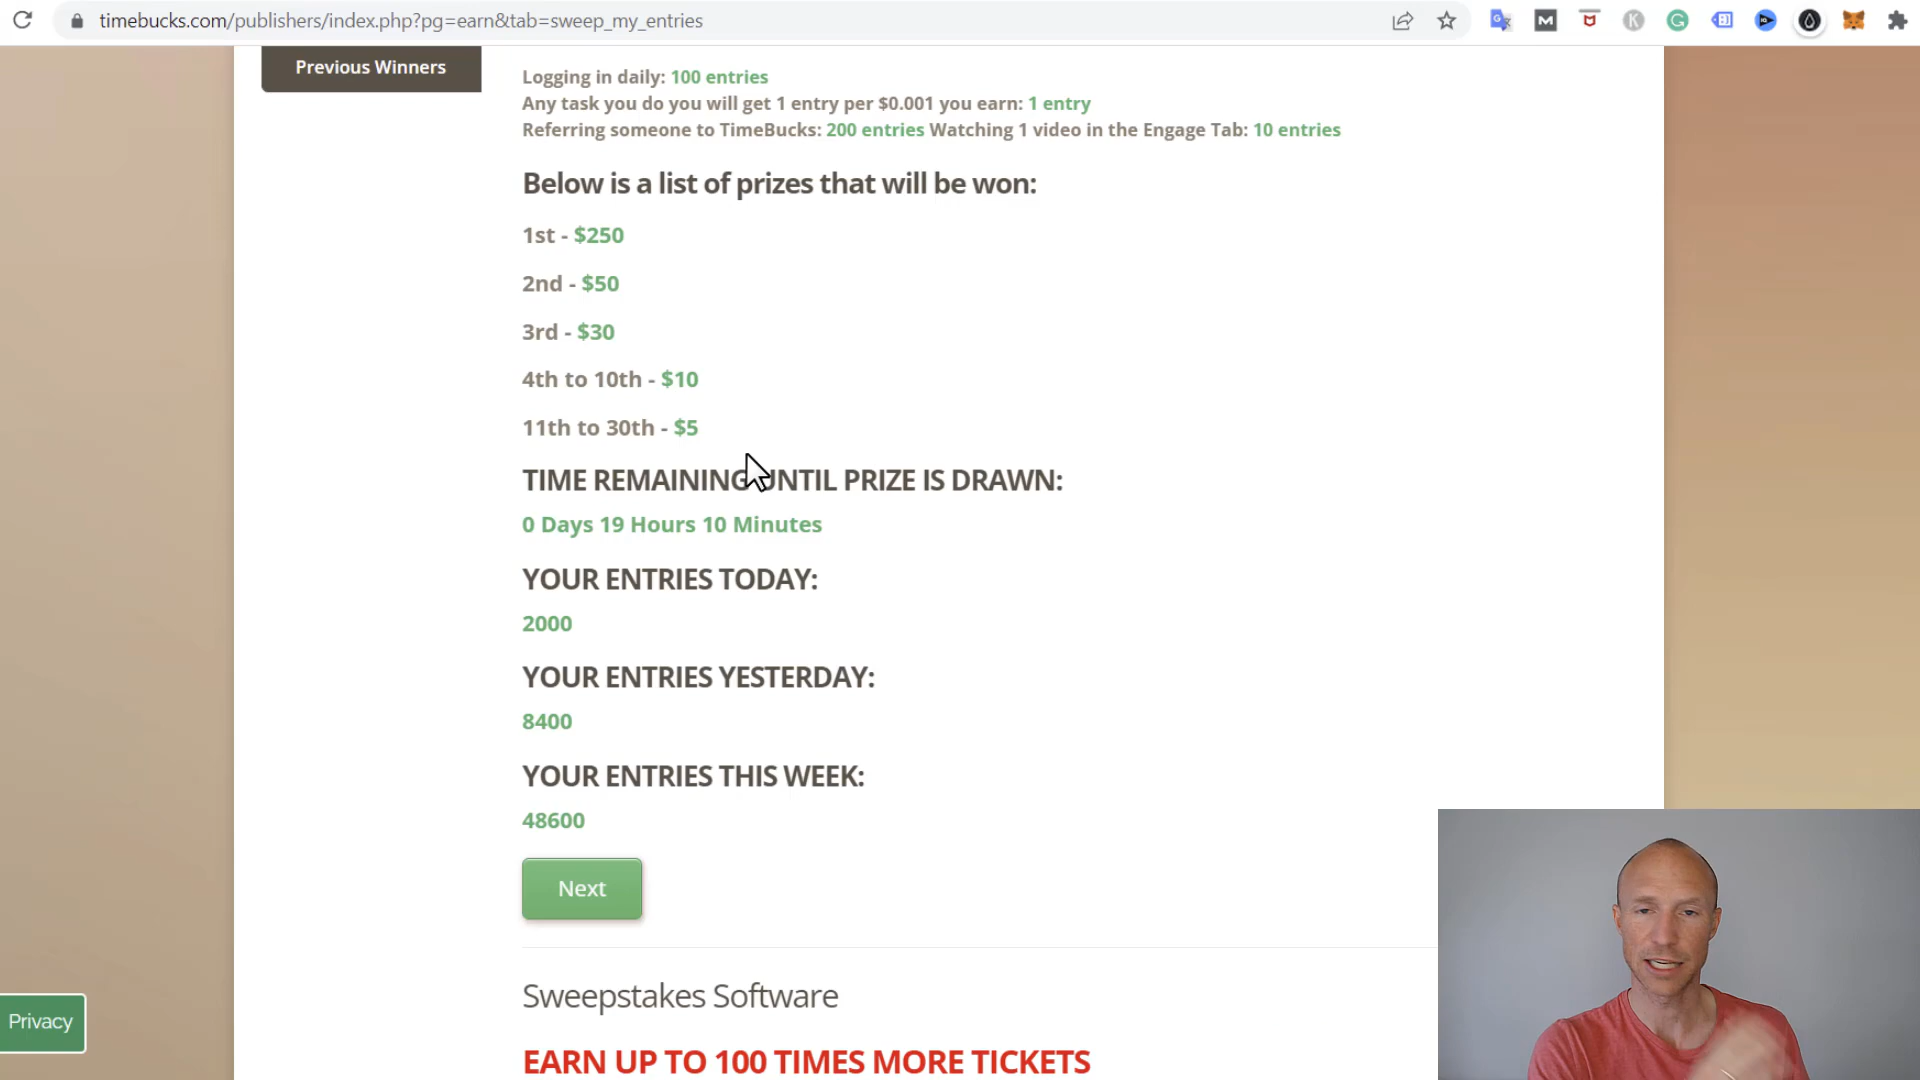 timebucks.com/publishers/index.php?pg=earn&tab=sweep_my_entries
Previous Winners
Logging in daily: 100 entries
Any task you do you will get 1 entry per $0.001 you earn: 1 entry
Referring someone to TimeBucks: 200 entries Watching 1 video in the Engage Tab: 10 entries
Below is a list of prizes that will be won:
1st - $250
2nd - $50
3rd - $30
4th to 10th - $10
11th to 30th - $5
TIME REMAINING UNTIL PRIZE IS DRAWN:
0 Days 19 Hours 10 Minutes
YOUR ENTRIES TODAY:
2000
YOUR ENTRIES YESTERDAY:
8400
YOUR ENTRIES THIS WEEK:
48600
Next
Sweepstakes Software
Privacy
EARN UP TO 100 TIMES MORE TICKETS